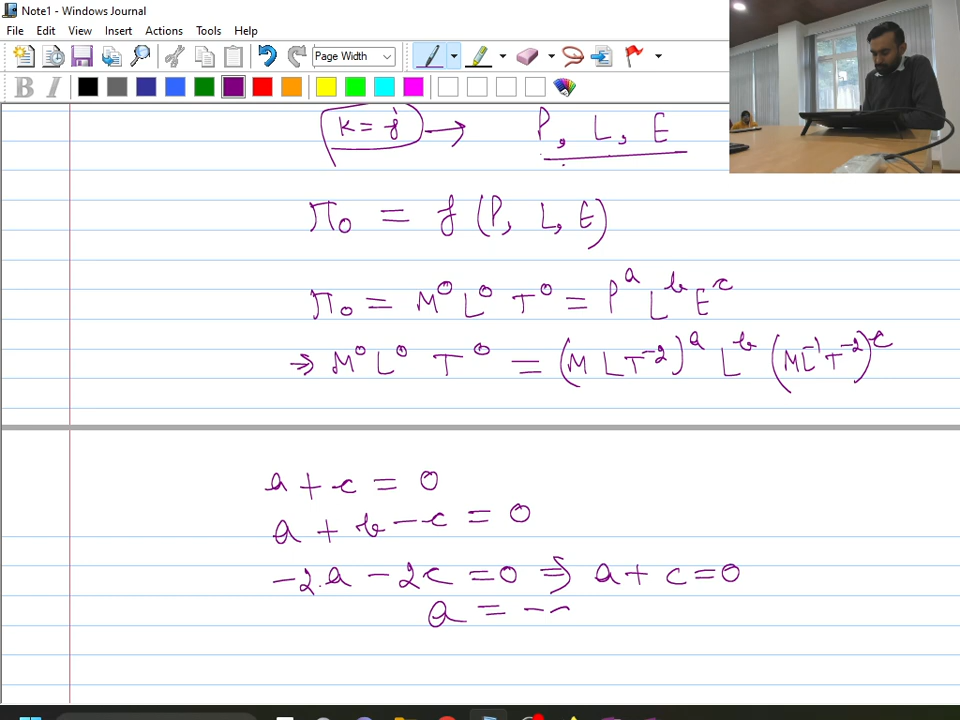 Note1 - Windows Journal
File Edit View Insert Actions Tools Help
Page Width
B I
K = f → P, L, E
π₀ = f (P, L, E)
π₀ = M⁰ L⁰ T⁰ = Pᵃ Lᵇ Eᶜ
⇒ M⁰ L⁰ T⁰ = (M L T⁻²)ᵃ Lᵇ (M L⁻¹ T⁻²)ᶜ
a + c = 0
a + b - c = 0
-2a - 2c = 0 ⇒ a + c = 0
a = -